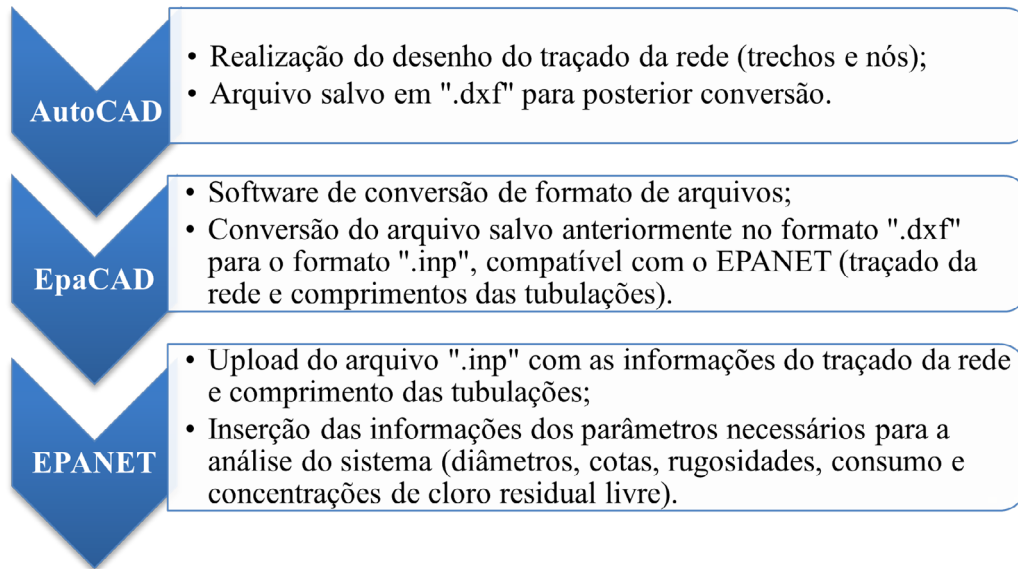 AutoCAD
• Realização do desenho do traçado da rede (trechos e nós);
• Arquivo salvo em ".dxf" para posterior conversão.
EpaCAD
• Software de conversão de formato de arquivos;
• Conversão do arquivo salvo anteriormente no formato ".dxf"
para o formato ".inp", compatível com o EPANET (traçado da
rede e comprimentos das tubulações).
EPANET
• Upload do arquivo ".inp" com as informações do traçado da rede
e comprimento das tubulações;
• Inserção das informações dos parâmetros necessários para a
análise do sistema (diâmetros, cotas, rugosidades, consumo e
concentrações de cloro residual livre).